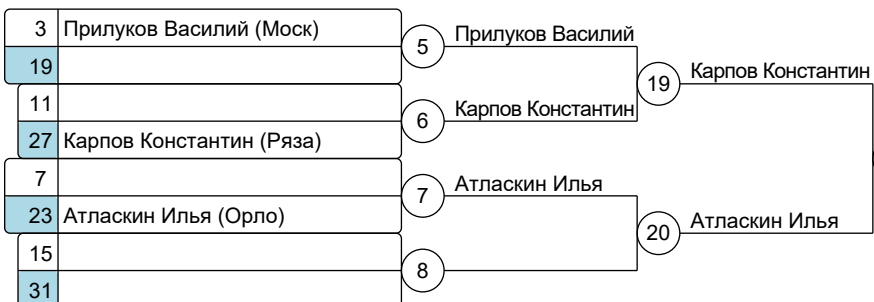 3 Прилуков Василий (Моск)
19
5 Прилуков Василий
19 Карпов Константин
11
27 Карпов Константин (Ряза)
6 Карпов Константин
7
23 Атласкин Илья (Орло)
7 Атласкин Илья
20 Атласкин Илья
15
31
8